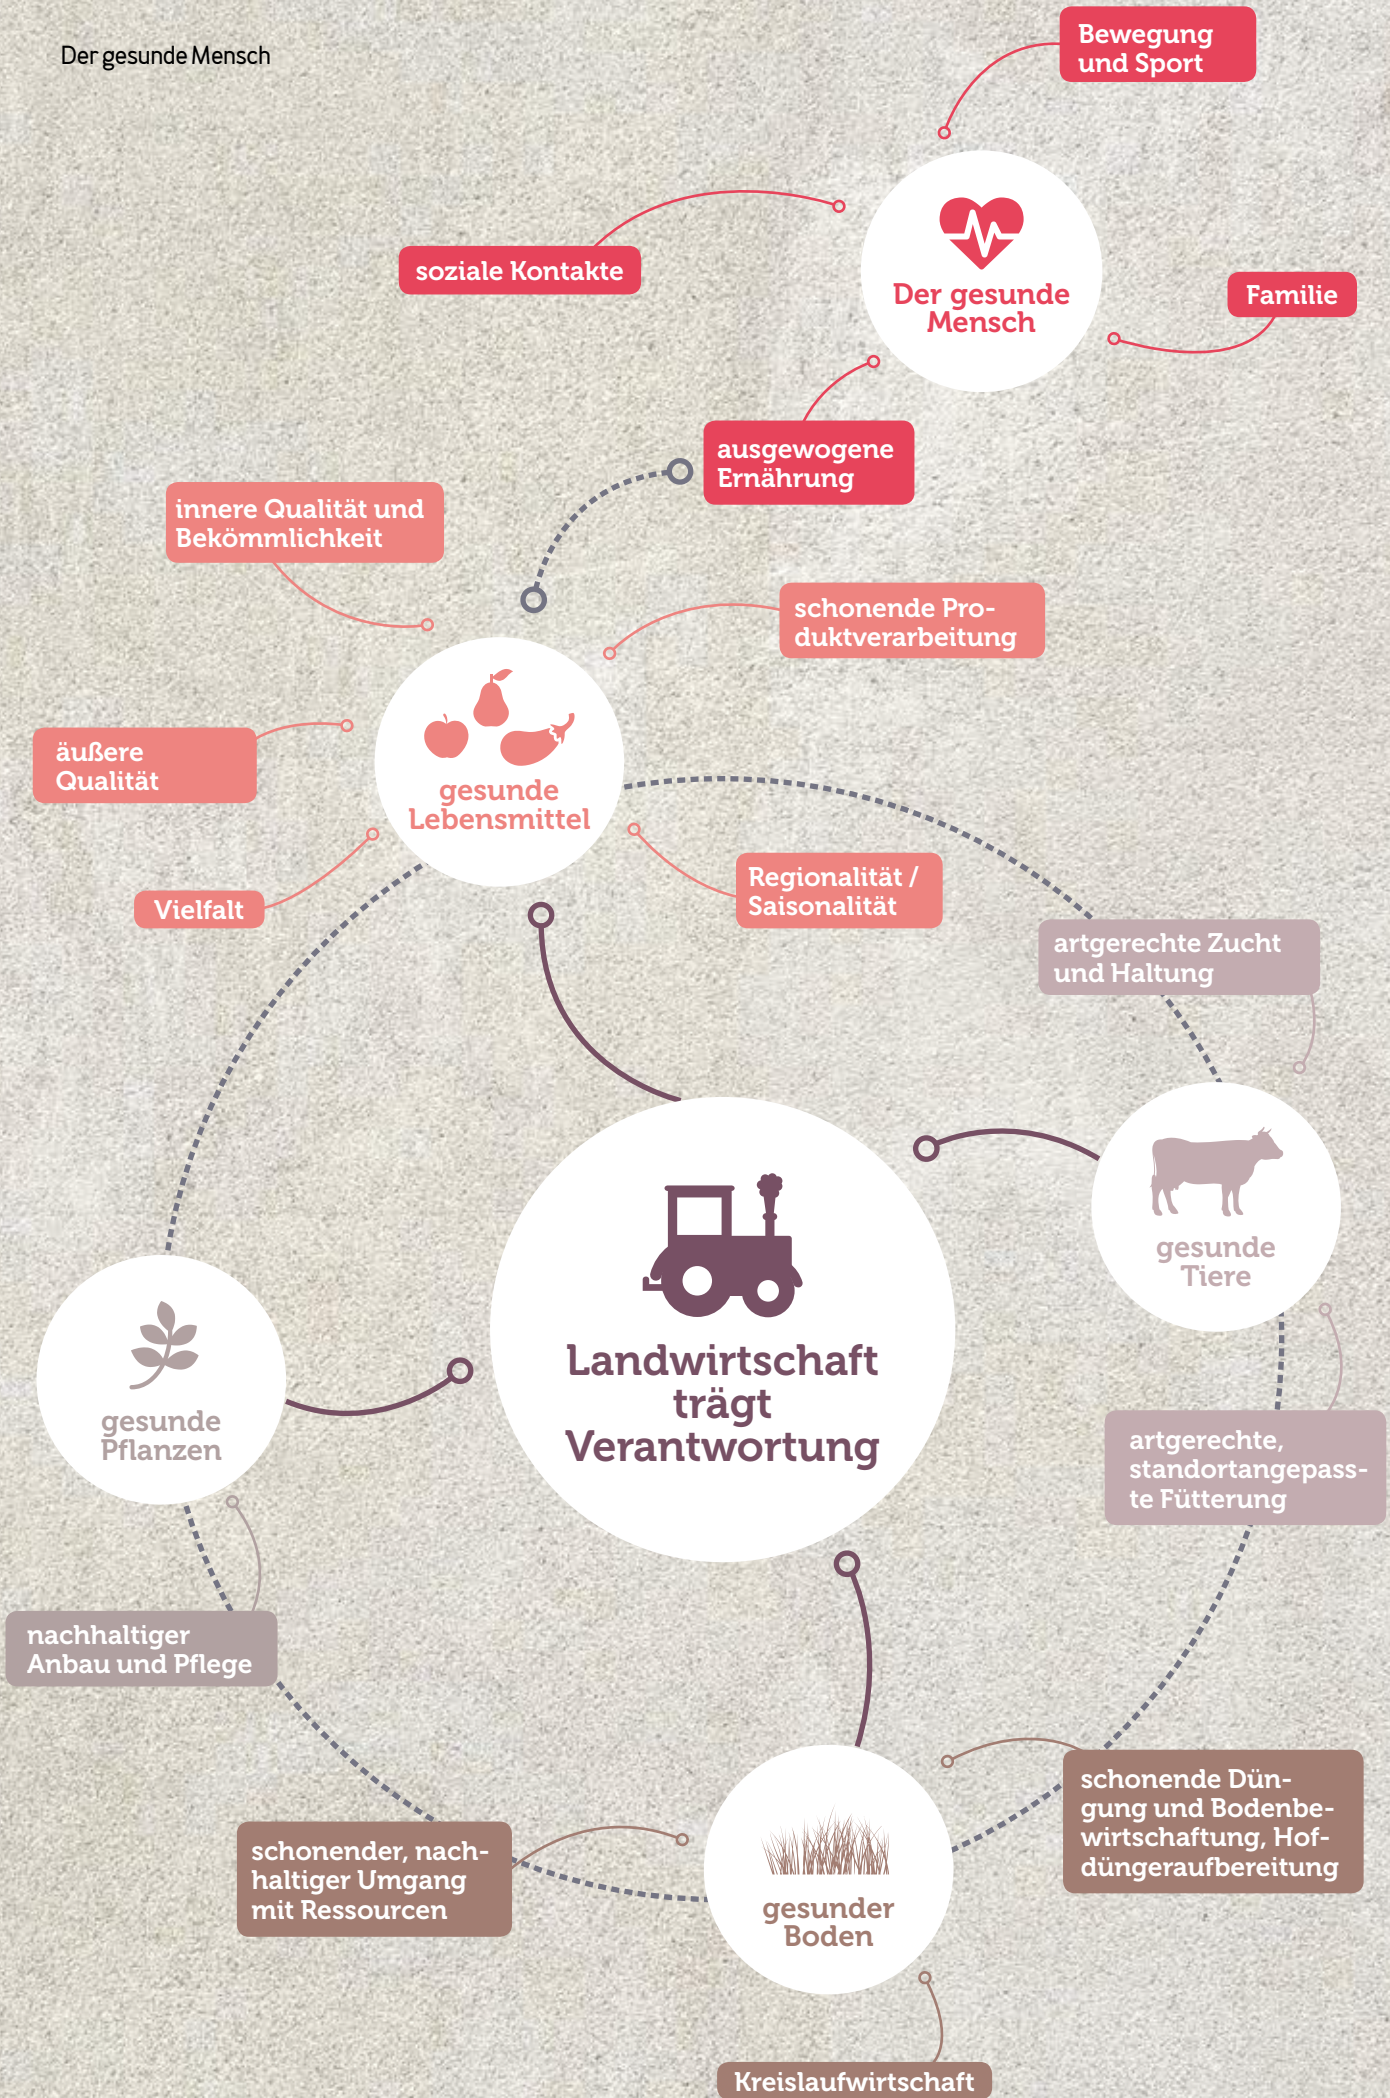 Der gesunde Mensch
Bewegung
und Sport
soziale Kontakte
Der gesunde
Mensch
Familie
ausgewogene
Ernährung
innere Qualität und
Bekömmlichkeit
schonende Pro-
duktverarbeitung
äußere
Qualität
gesunde
Lebensmittel
Vielfalt
Regionalität /
Saisonalität
artgerechte Zucht
und Haltung
gesunde
Tiere
Landwirtschaft
trägt
Verantwortung
gesunde
Pflanzen
artgerechte,
standortangepass-
te Fütterung
nachhaltiger
Anbau und Pflege
schonende Dün-
gung und Bodenbe-
wirtschaftung, Hof-
düngeraufbereitung
schonender, nach-
haltiger Umgang
mit Ressourcen
gesunder
Boden
Kreislaufwirtschaft